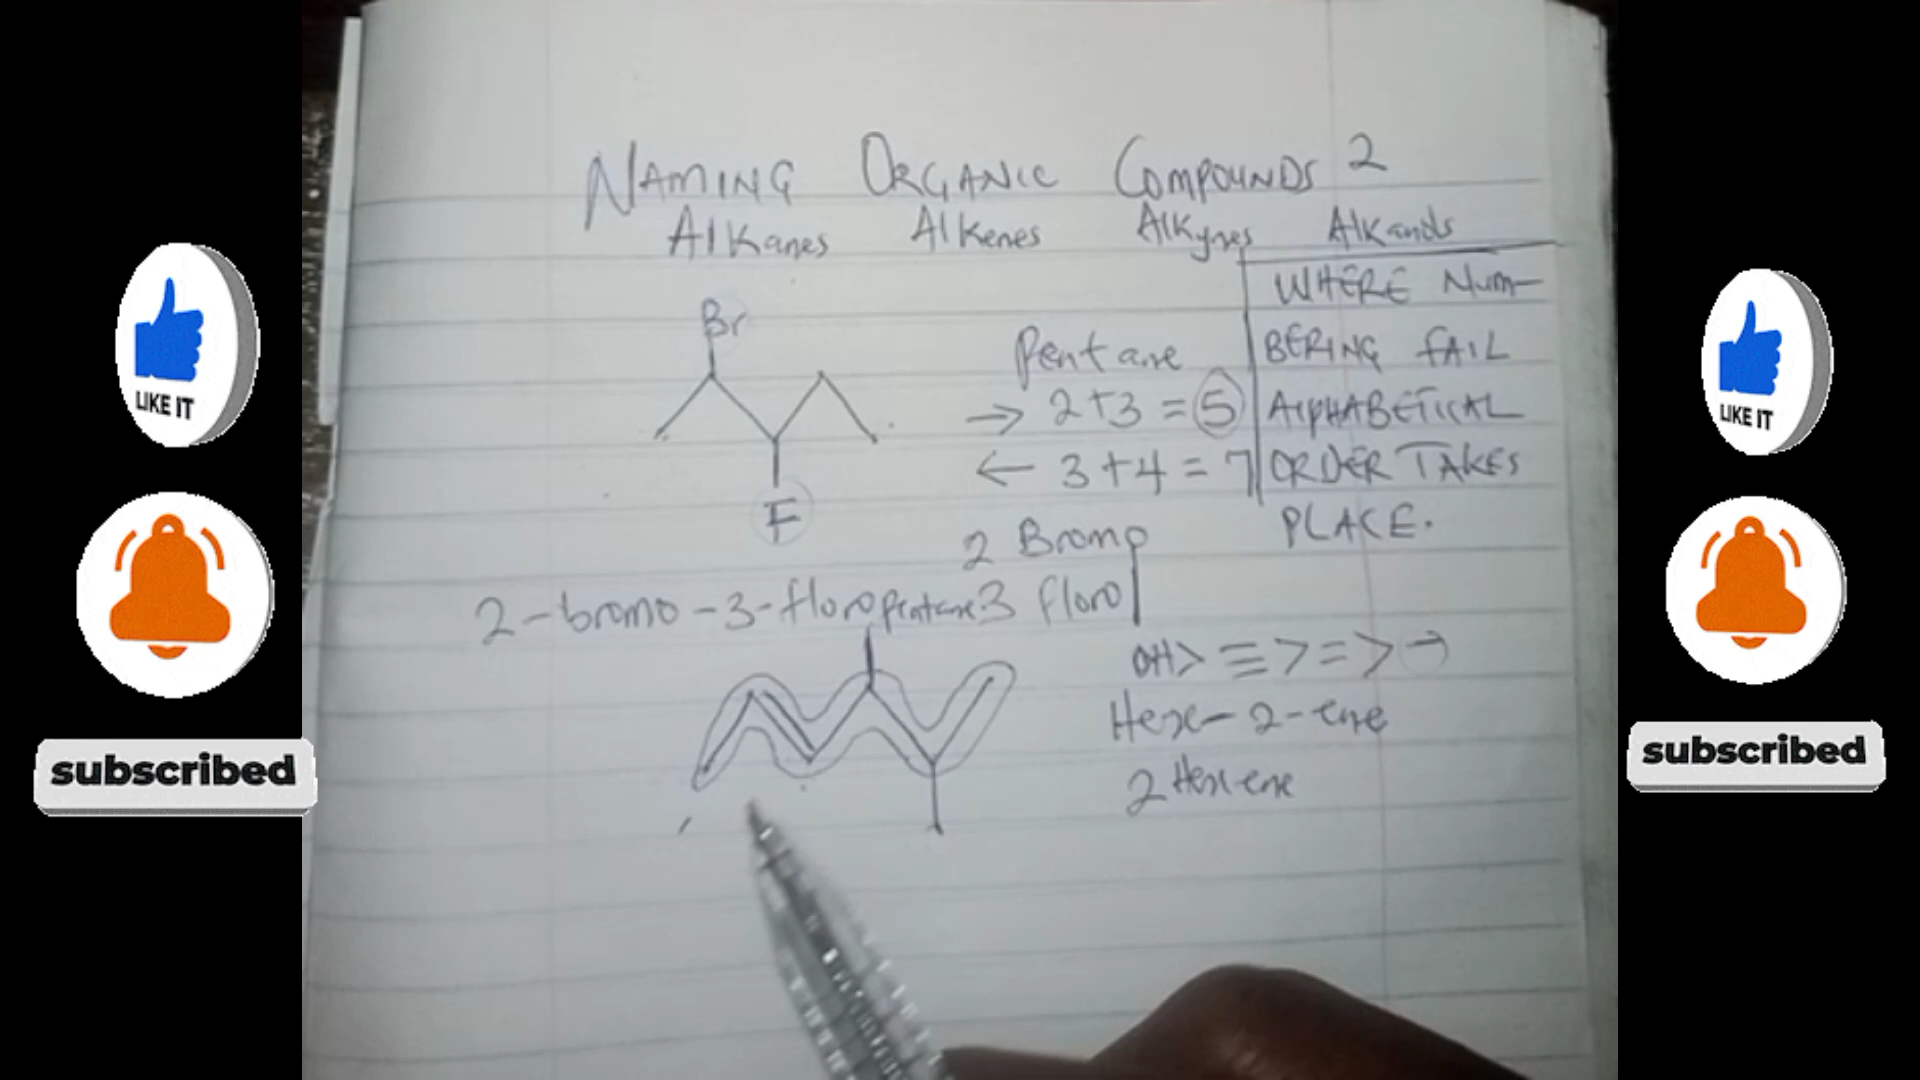 NAMING ORGANIC COMPOUNDS 2
Alkanes Alkenes Alkynes Alkanols
WHERE NUM-
BERING FAIL
ALPHABETICAL
ORDER TAKES
PLACE.
Br
F
Pentane
→ 2+3 = 5
← 3+4 = 7
2 Bromo
3 floro
2-bromo-3-floropentane
OH> ≡ > = > -
Hex-2-ene
2 Hexene
LIKE IT
subscribed
LIKE IT
subscribed